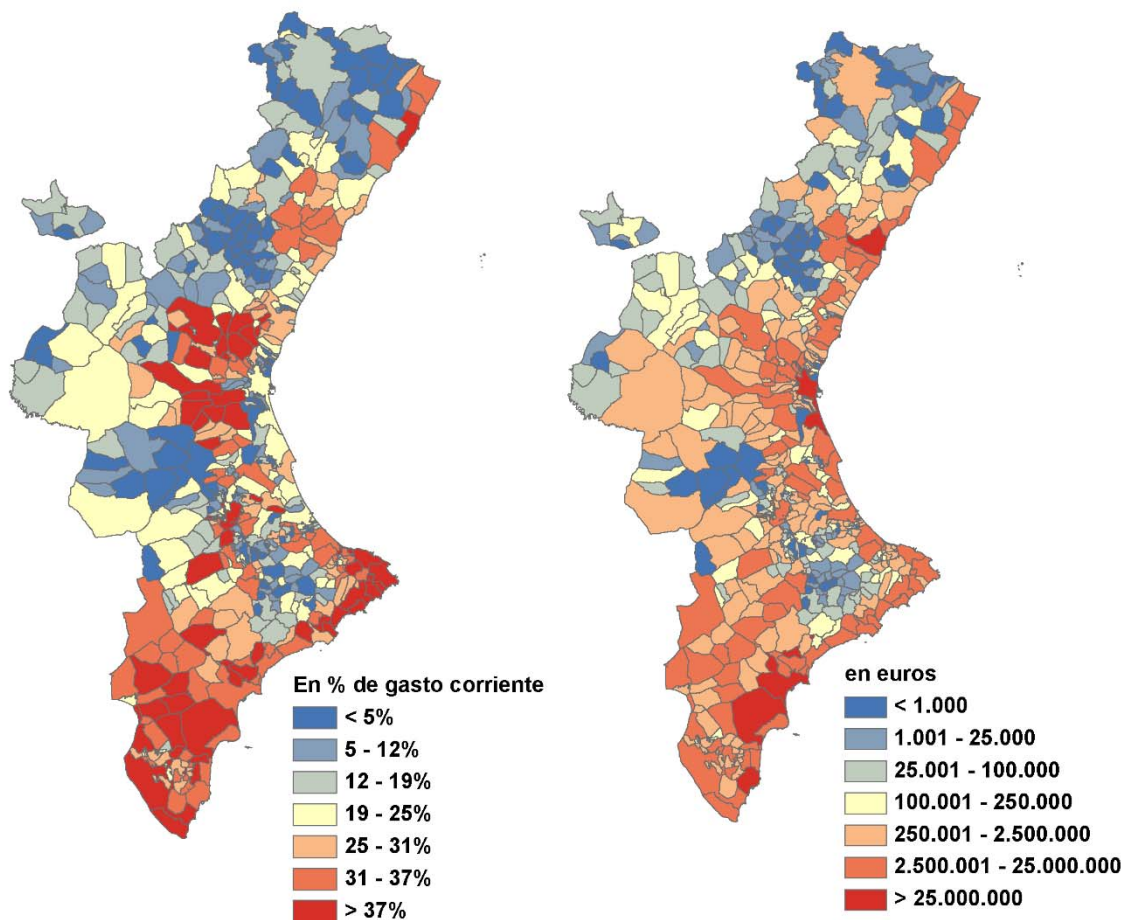 En % de gasto corriente
< 5%
5 - 12%
12 - 19%
19 - 25%
25 - 31%
31 - 37%
> 37%
en euros
< 1.000
1.001 - 25.000
25.001 - 100.000
100.001 - 250.000
250.001 - 2.500.000
2.500.001 - 25.000.000
> 25.000.000